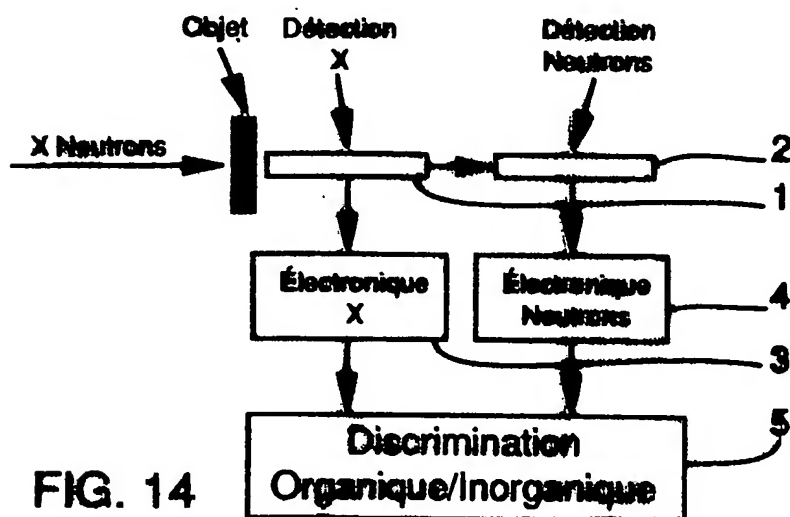 Objet
Détection
X
Détection
Neutrons
X Neutrons
2
1
Électronique
X
Électronique
Neutrons
4
3
5
Discrimination
Organique/Inorganique
FIG. 14